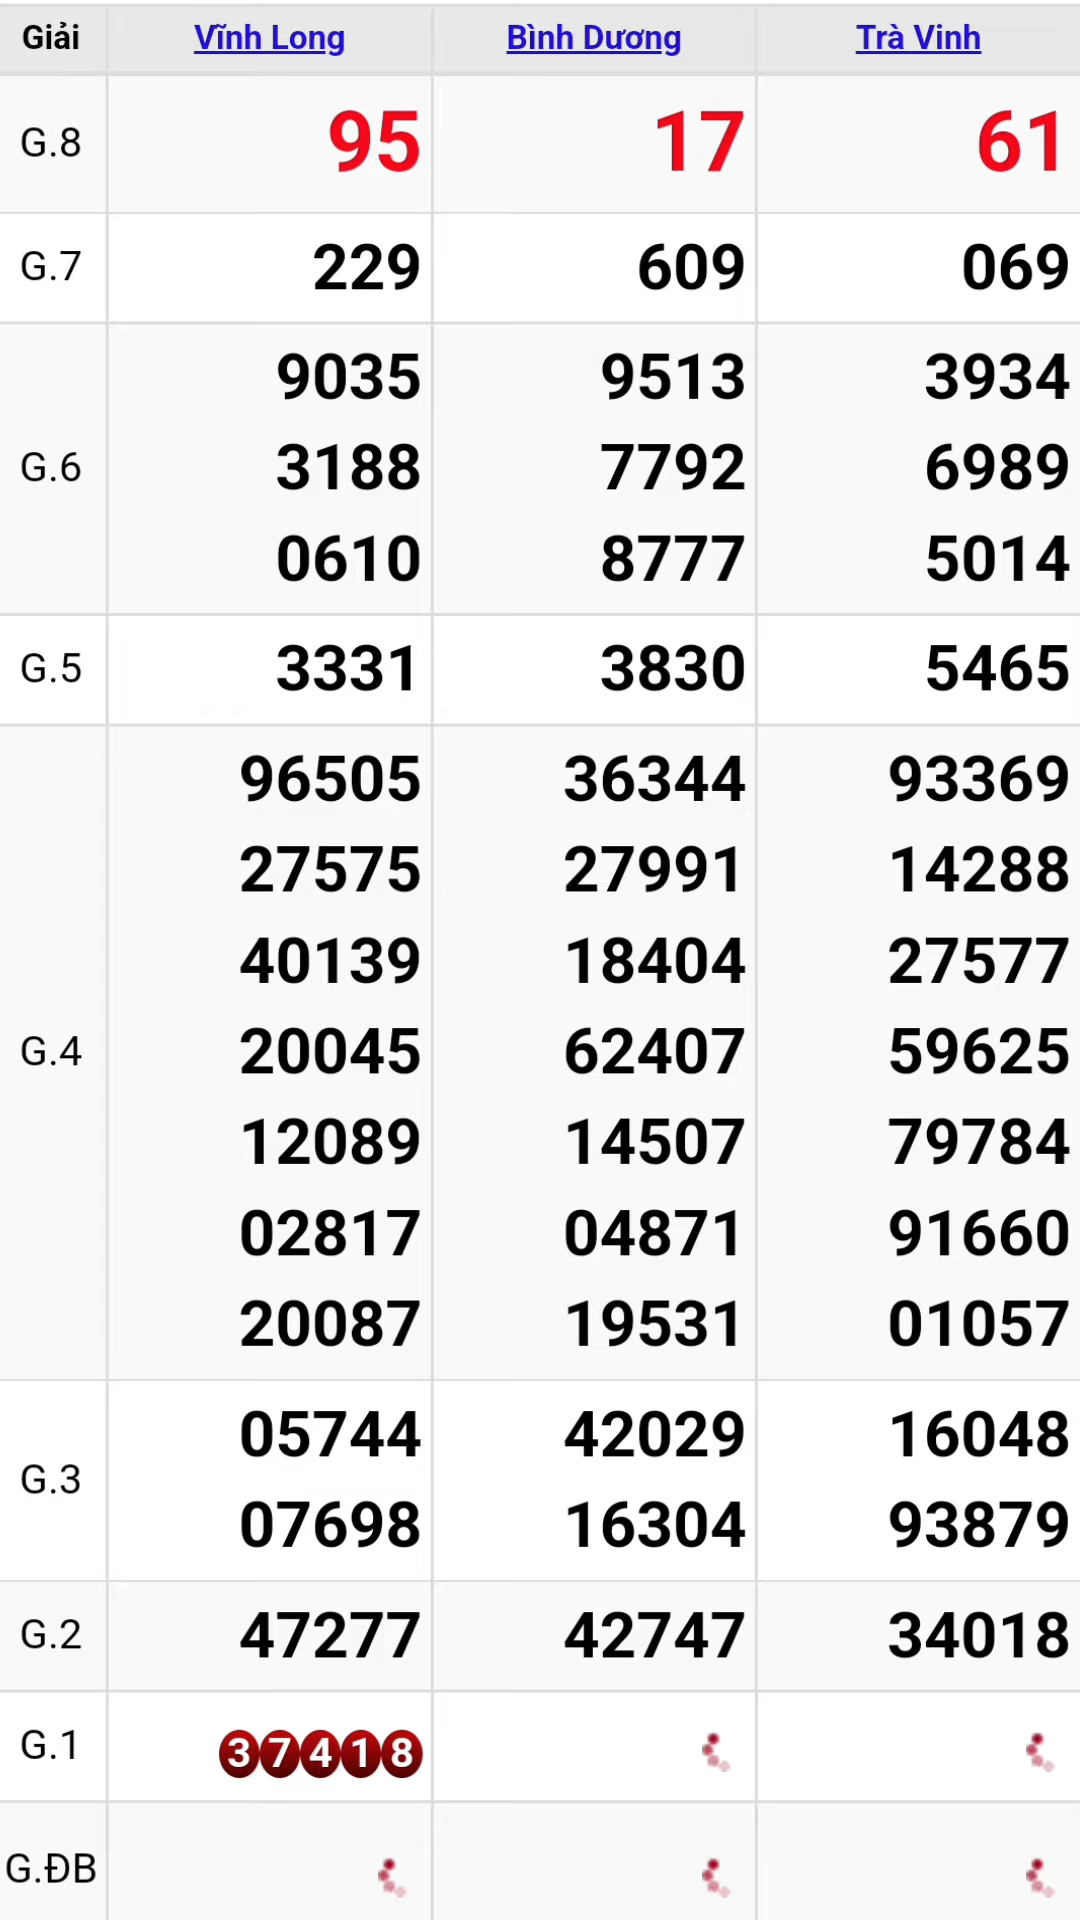 Giải Vĩnh Long Bình Dương Trà Vinh
G.8 95 17 61
G.7 229 609 069
9035 9513 3934
G.6 3188 7792 6989
0610 8777 5014
G.5 3331 3830 5465
96505 36344 93369
27575 27991 14288
40139 18404 27577
G.4 20045 62407 59625
12089 14507 79784
02817 04871 91660
20087 19531 01057
G.3 05744 42029 16048
07698 16304 93879
G.2 47277 42747 34018
G.1 37418
G.ĐB